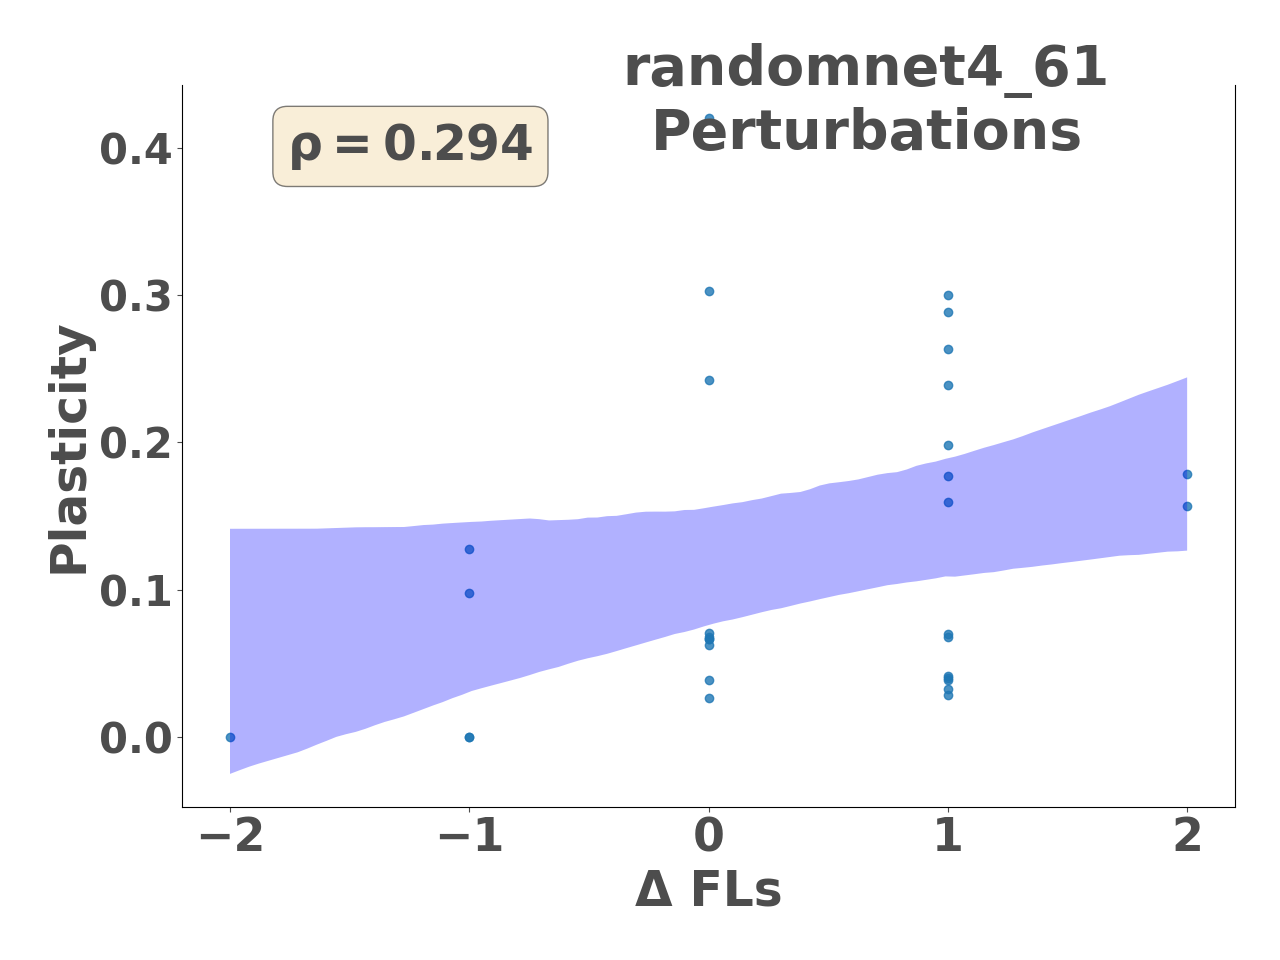 randomnet4_61
Perturbations
ρ = 0.294
Plasticity
0.4
0.3
0.2
0.1
0.0
−2 −1 0 1 2
Δ FLs